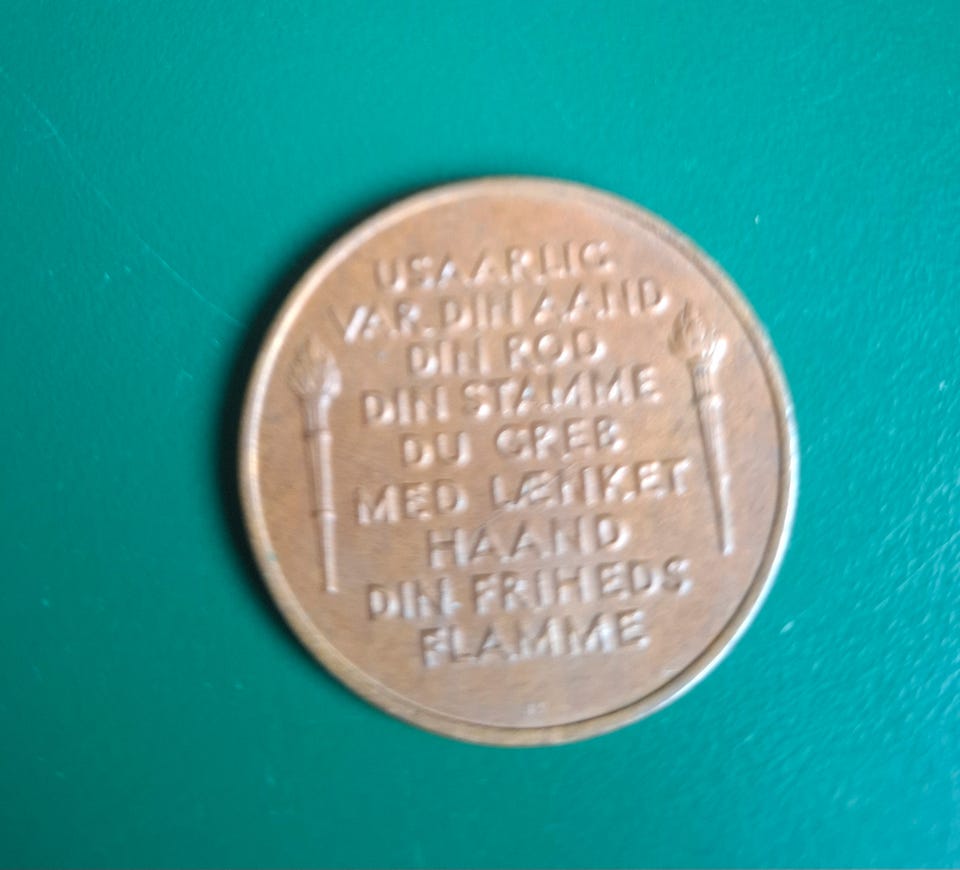 USAARLIG
VAR DIN AAND
DIN ROD
DIN STAMME
DU GREB
MED LÆNKET
HAAND
DIN FRIHEDS
FLAMME